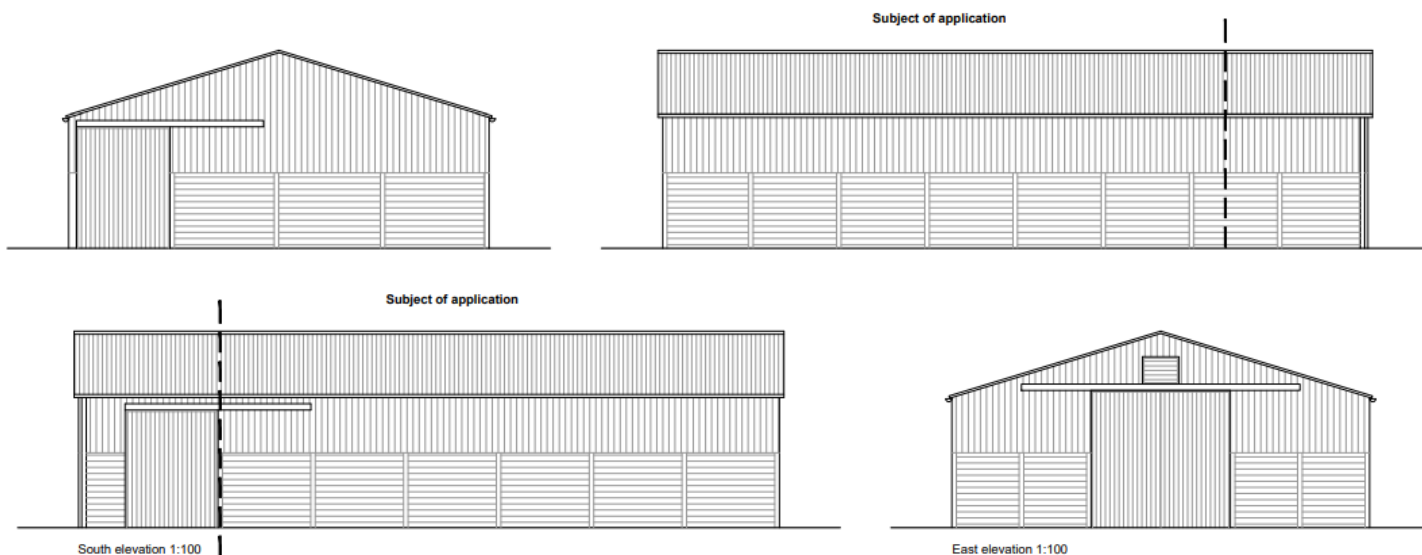 Subject of application
Subject of application
South elevation 1:100
East elevation 1:100